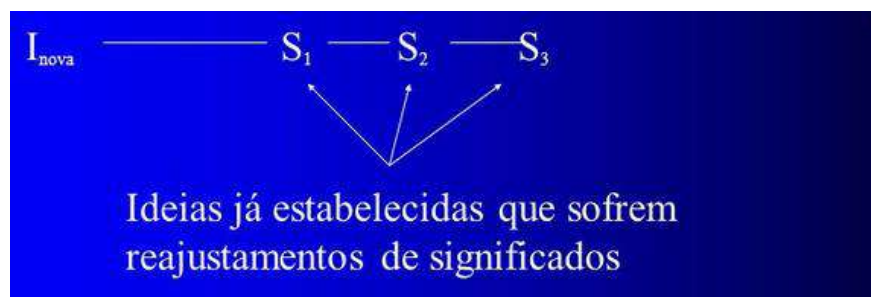 I₍nova₎ S₁ S₂ S₃
Ideias já estabelecidas que sofrem
reajustamentos de significados